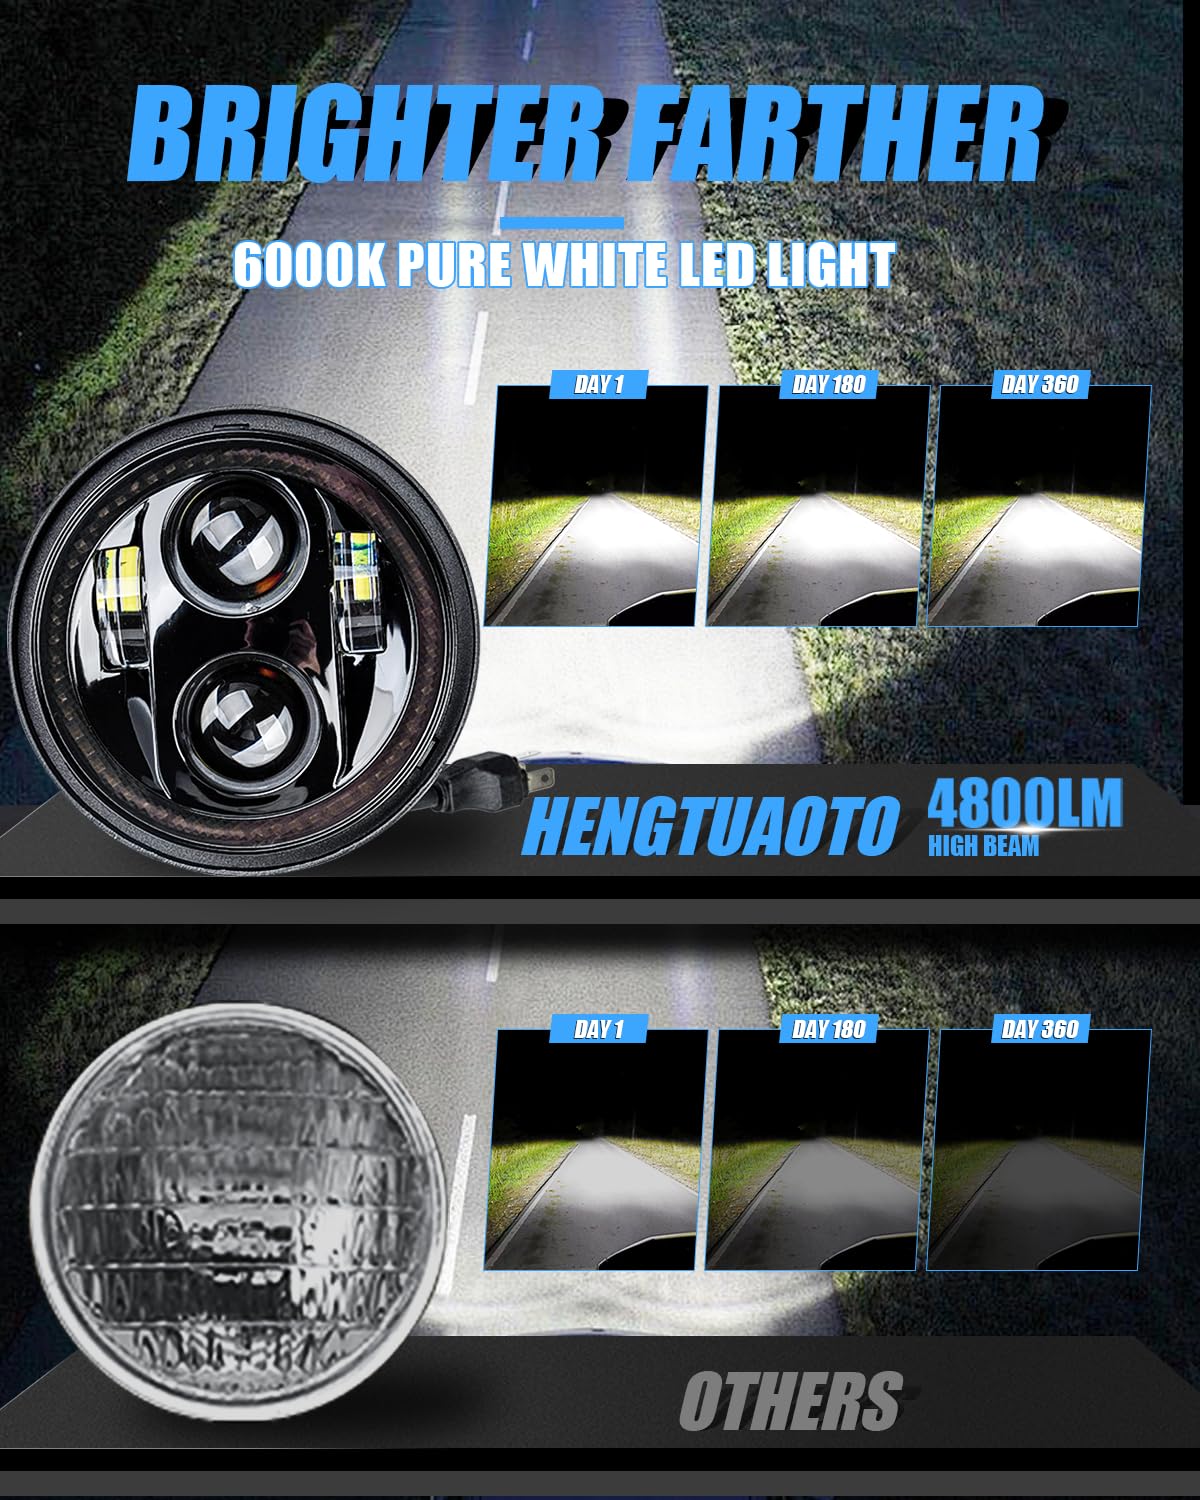 BRIGHTER FARTHER
6000K PURE WHITE LED LIGHT
DAY 1
DAY 180
DAY 360
HENGTUAOTO
4800LM
HIGH BEAM
DAY 1
DAY 180
DAY 360
OTHERS